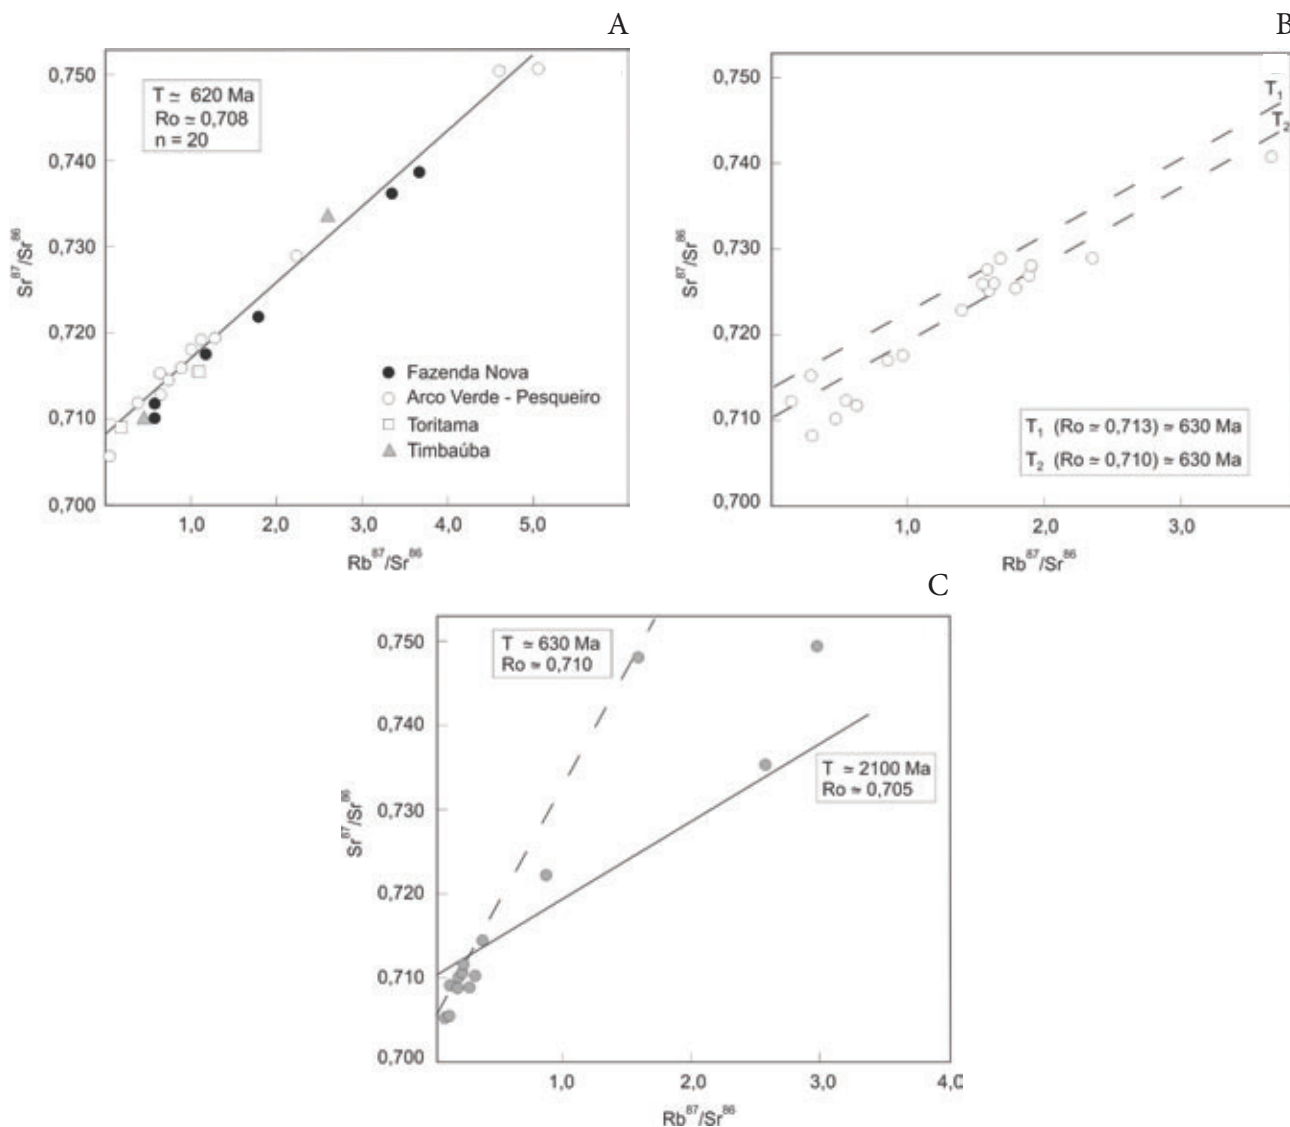 A
0,750
0,740
0,730
0,720
0,710
0,700
Sr⁸⁷/Sr⁸⁶
T ≃ 620 Ma
Ro ≃ 0,708
n = 20
Fazenda Nova
Arco Verde - Pesqueiro
Toritama
Timbaúba
1,0 2,0 3,0 4,0 5,0
Rb⁸⁷/Sr⁸⁶
B
0,750
0,740
0,730
0,720
0,710
0,700
Sr⁸⁷/Sr⁸⁶
T₁
T₂
T₁ (Ro ≃ 0,713) ≃ 630 Ma
T₂ (Ro ≃ 0,710) ≃ 630 Ma
1,0 2,0 3,0
Rb⁸⁷/Sr⁸⁶
C
0,750
0,740
0,730
0,720
0,710
0,700
Sr⁸⁷/Sr⁸⁶
T ≃ 630 Ma
Ro ≃ 0,710
T ≃ 2100 Ma
Ro ≃ 0,705
1,0 2,0 3,0 4,0
Rb⁸⁷/Sr⁸⁶